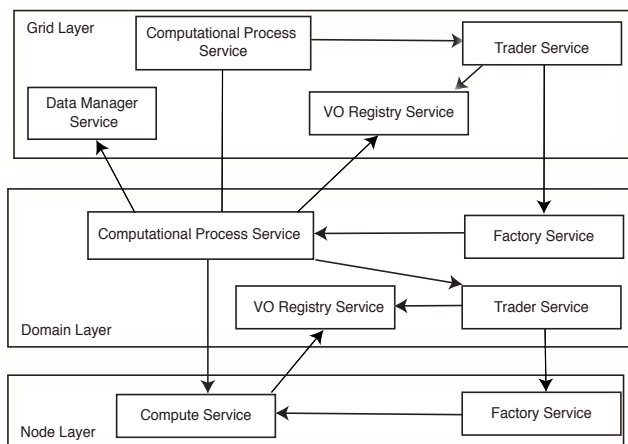 Grid Layer
Computational Process
Service
Trader Service
Data Manager
Service
VO Registry Service
Computational Process Service
Factory Service
VO Registry Service
Trader Service
Domain Layer
Compute Service
Factory Service
Node Layer